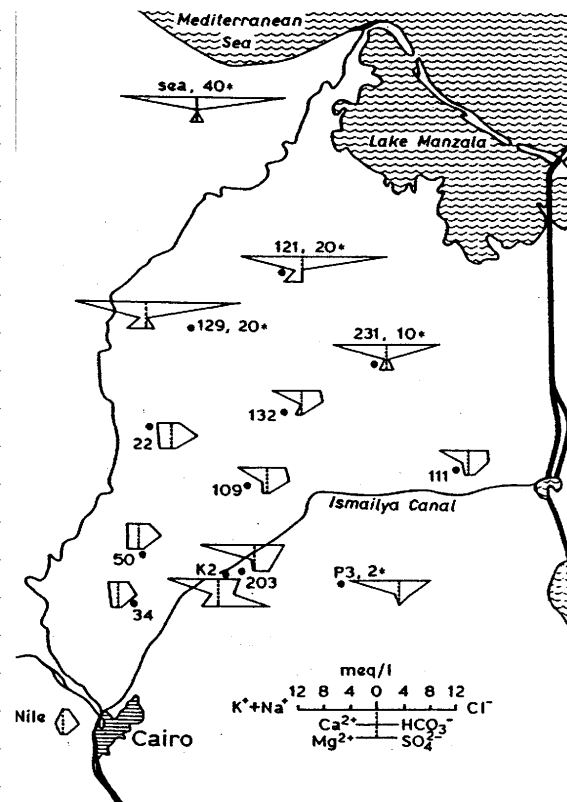 Mediterranean
Sea
sea, 40*
Lake Manzala
121, 20*
129, 20*
231, 10*
132
22
111
109
Ismailya Canal
50
K2
203
P3, 2*
34
meq/l
12 8 4 0 4 8 12
K⁺+Na⁺ Cl⁻
Ca²⁺ HCO₃⁻
Mg²⁺ SO₄²⁻
Nile
Cairo